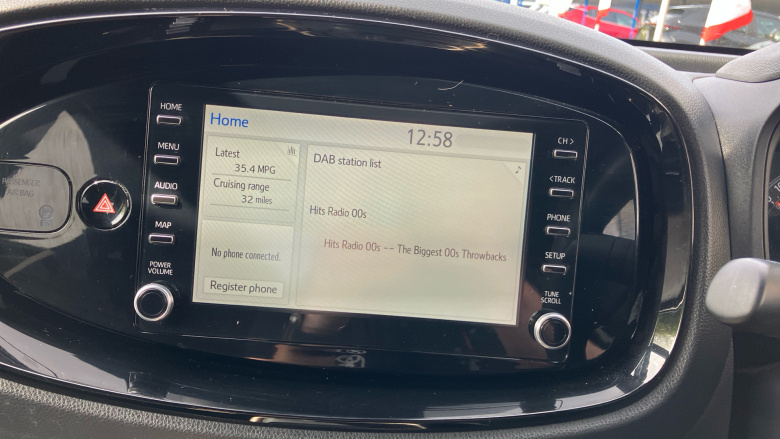 HOME
MENU
AUDIO
MAP
POWER
VOLUME
PASSENGER
AIRBAG
Home
12:58
Latest
35.4 MPG
Cruising range
32 miles
No phone connected.
Register phone
DAB station list
Hits Radio 00s
Hits Radio 00s -- The Biggest 00s Throwbacks
CH >
< TRACK
PHONE
SETUP
TUNE
SCROLL